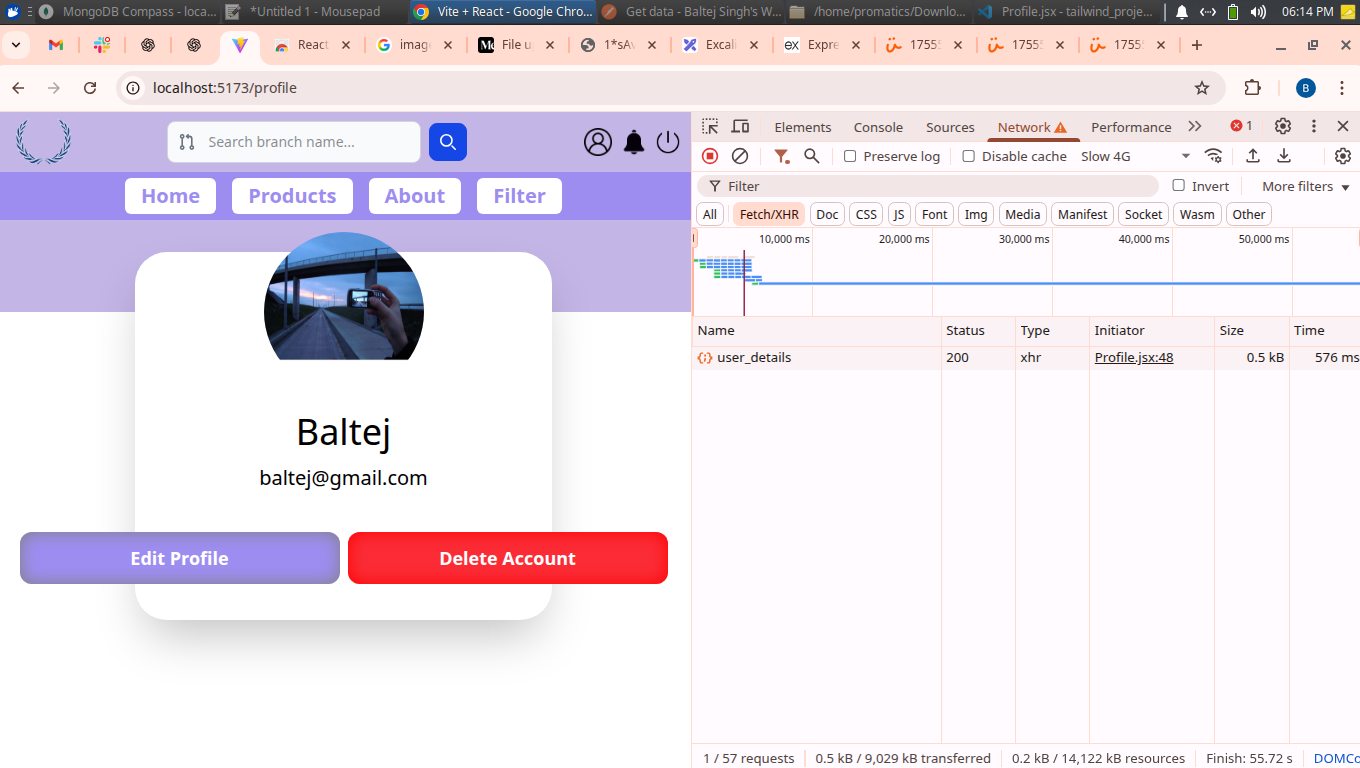 MongoDB Compass - loca...
*Untitled 1 - Mousepad
Vite + React - Google Chro...
Get data - Baltej Singh's W...
/home/promatics/Downlo...
Profile.jsx - tailwind_proje...
06:14 PM
React
imag
File u
1*sA
Excali
Expre
1755
1755
1755
localhost:5173/profile
B
Search branch name...
Home
Products
About
Filter
Baltej
baltej@gmail.com
Edit Profile
Delete Account
Elements
Console
Sources
Network
Performance
1
Preserve log
Disable cache
Slow 4G
Filter
Invert
More filters
All
Fetch/XHR
Doc
CSS
JS
Font
Img
Media
Manifest
Socket
Wasm
Other
10,000 ms
20,000 ms
30,000 ms
40,000 ms
50,000 ms
Name
Status
Type
Initiator
Size
Time
user_details
200
xhr
Profile.jsx:48
0.5 kB
576 ms
1 / 57 requests
0.5 kB / 9,029 kB transferred
0.2 kB / 14,122 kB resources
Finish: 55.72 s
DOMCo